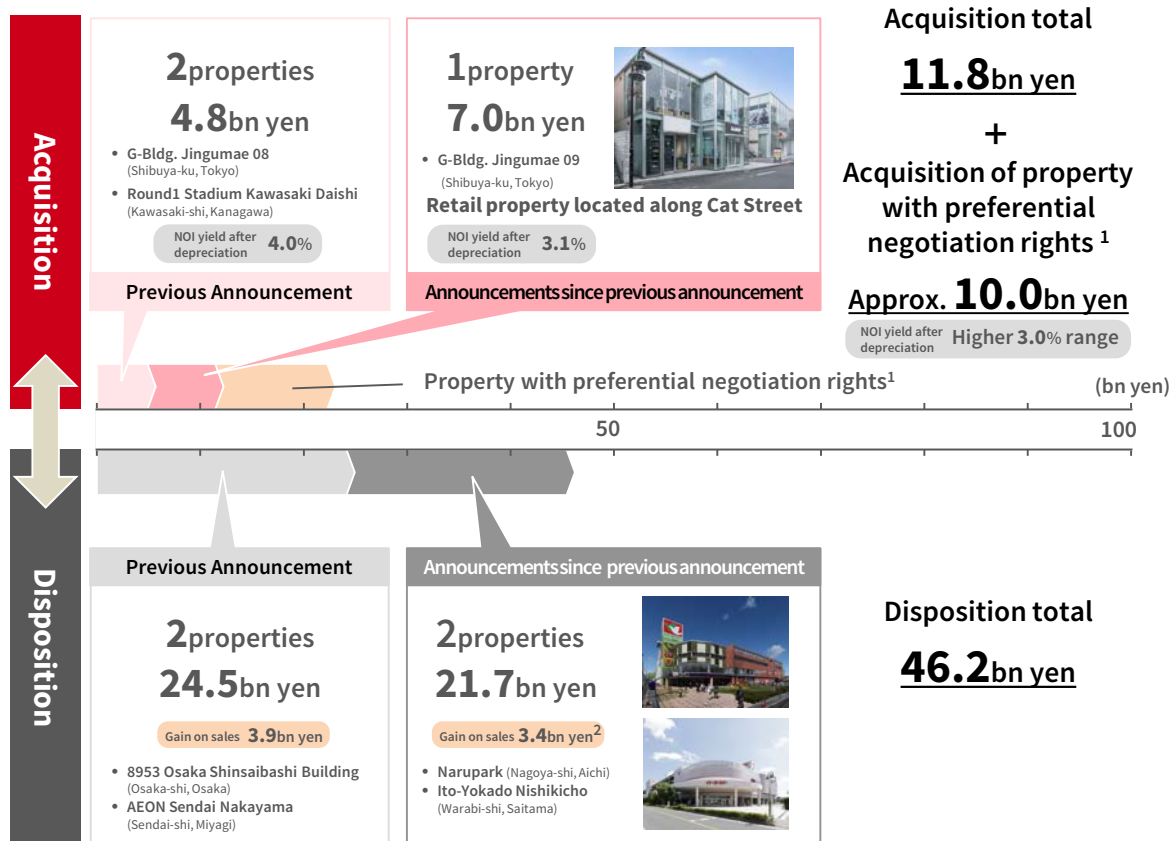 Acquisition
2properties
4.8bn yen
• G-Bldg. Jingumae 08
(Shibuya-ku, Tokyo)
• Round1 Stadium Kawasaki Daishi
(Kawasaki-shi, Kanagawa)
NOI yield after
depreciation 4.0%
Previous Announcement
1property
7.0bn yen
• G-Bldg. Jingumae 09
(Shibuya-ku, Tokyo)
Retail property located along Cat Street
NOI yield after
depreciation 3.1%
Announcements since previous announcement
Acquisition total
11.8bn yen
+
Acquisition of property
with preferential
negotiation rights 1
Approx. 10.0bn yen
NOI yield after
depreciation Higher 3.0% range
Property with preferential negotiation rights1
(bn yen)
50
100
Disposition
Previous Announcement
2properties
24.5bn yen
Gain on sales 3.9bn yen
• 8953 Osaka Shinsaibashi Building
(Osaka-shi, Osaka)
• AEON Sendai Nakayama
(Sendai-shi, Miyagi)
Announcements since previous announcement
2properties
21.7bn yen
Gain on sales 3.4bn yen2
• Narupark (Nagoya-shi, Aichi)
• Ito-Yokado Nishikicho
(Warabi-shi, Saitama)
Disposition total
46.2bn yen